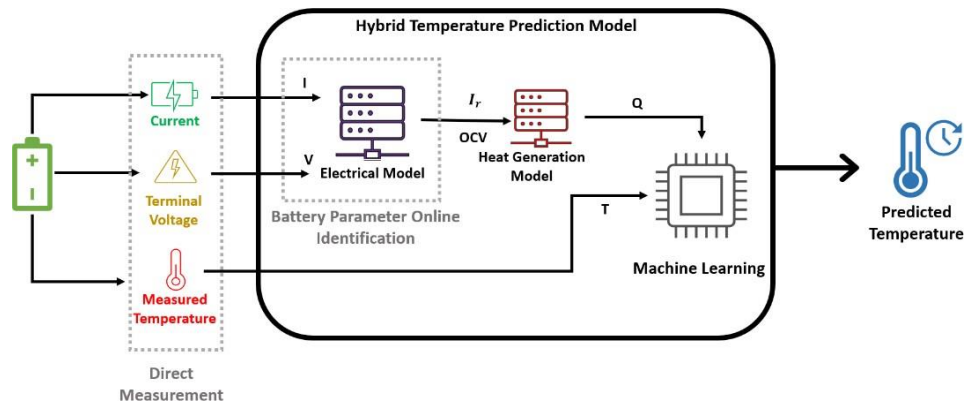 Hybrid Temperature Prediction Model
I
Current
I_r
OCV
Q
V
Electrical Model
Heat Generation
Model
Terminal
Voltage
Battery Parameter Online
Identification
T
Measured
Temperature
Machine Learning
Predicted
Temperature
Direct
Measurement